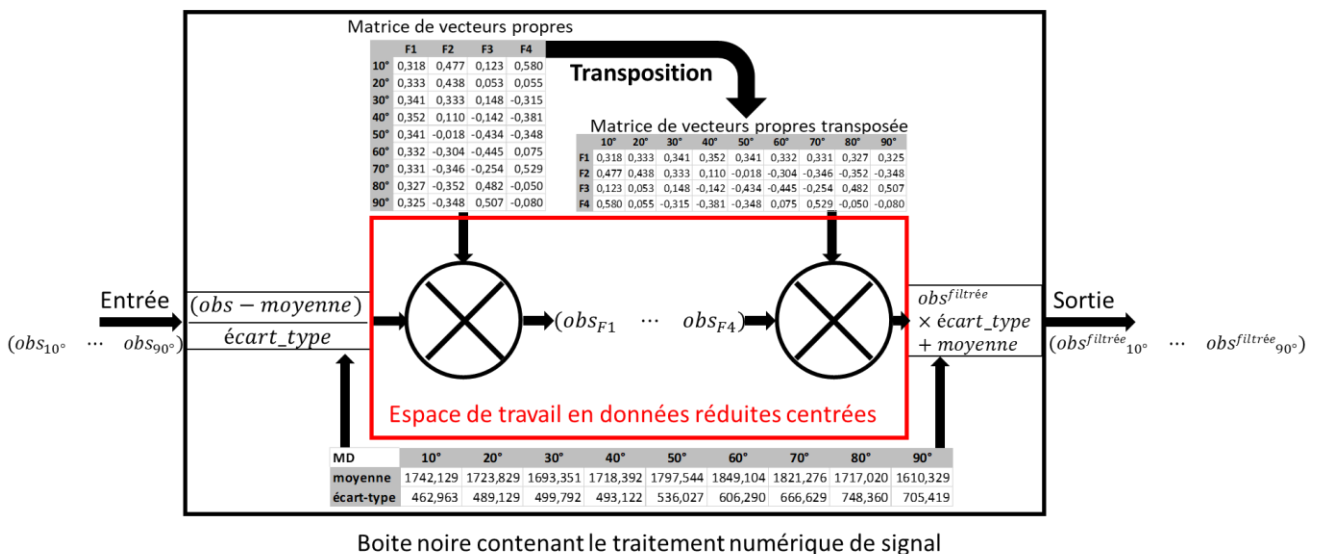 Matrice de vecteurs propres
F1 F2 F3 F4
10° 0,318 0,477 0,123 0,580
20° 0,333 0,438 0,053 0,055
30° 0,341 0,333 0,148 -0,315
40° 0,352 0,110 -0,142 -0,381
50° 0,341 -0,018 -0,434 -0,348
60° 0,332 -0,304 -0,445 0,075
70° 0,331 -0,346 -0,254 0,529
80° 0,327 -0,352 0,482 -0,050
90° 0,325 -0,348 0,507 -0,080
Transposition
Matrice de vecteurs propres transposée
10° 20° 30° 40° 50° 60° 70° 80° 90°
F1 0,318 0,333 0,341 0,352 0,341 0,332 0,331 0,327 0,325
F2 0,477 0,438 0,333 0,110 -0,018 -0,304 -0,346 -0,352 -0,348
F3 0,123 0,053 0,148 -0,142 -0,434 -0,445 -0,254 0,482 0,507
F4 0,580 0,055 -0,315 -0,381 -0,348 0,075 0,529 -0,050 -0,080
Entrée
(obs10° ⋯ obs90°)
(obs − moyenne)
écart_type
(obsF1 ⋯ obsF4)
obs^filtrée
× écart_type
+ moyenne
Sortie
(obs^filtrée10° ⋯ obs^filtrée90°)
Espace de travail en données réduites centrées
MD 10° 20° 30° 40° 50° 60° 70° 80° 90°
moyenne 1742,129 1723,829 1693,351 1718,392 1797,544 1849,104 1821,276 1717,020 1610,329
écart-type 462,963 489,129 499,792 493,122 536,027 606,290 666,629 748,360 705,419
Boite noire contenant le traitement numérique de signal